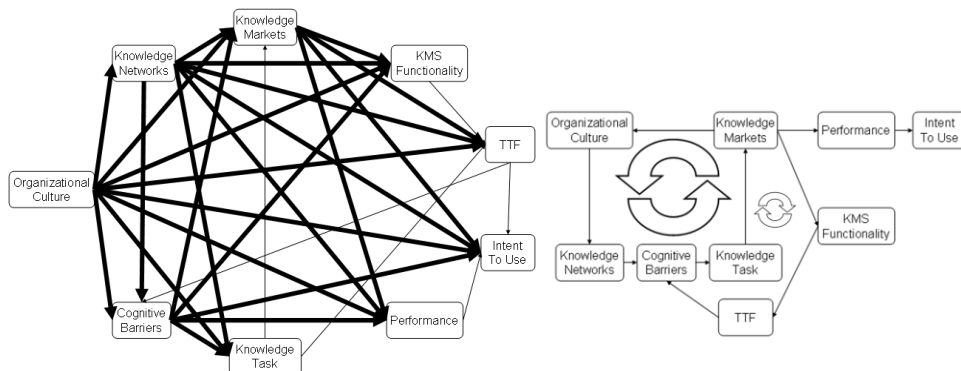 Knowledge
Markets
Knowledge
Networks
KMS
Functionality
TTF
Organizational
Culture
Intent
To Use
Cognitive
Barriers
Performance
Knowledge
Task
Organizational
Culture
Knowledge
Markets
Performance
Intent
To Use
KMS
Functionality
Knowledge
Networks
Cognitive
Barriers
Knowledge
Task
TTF